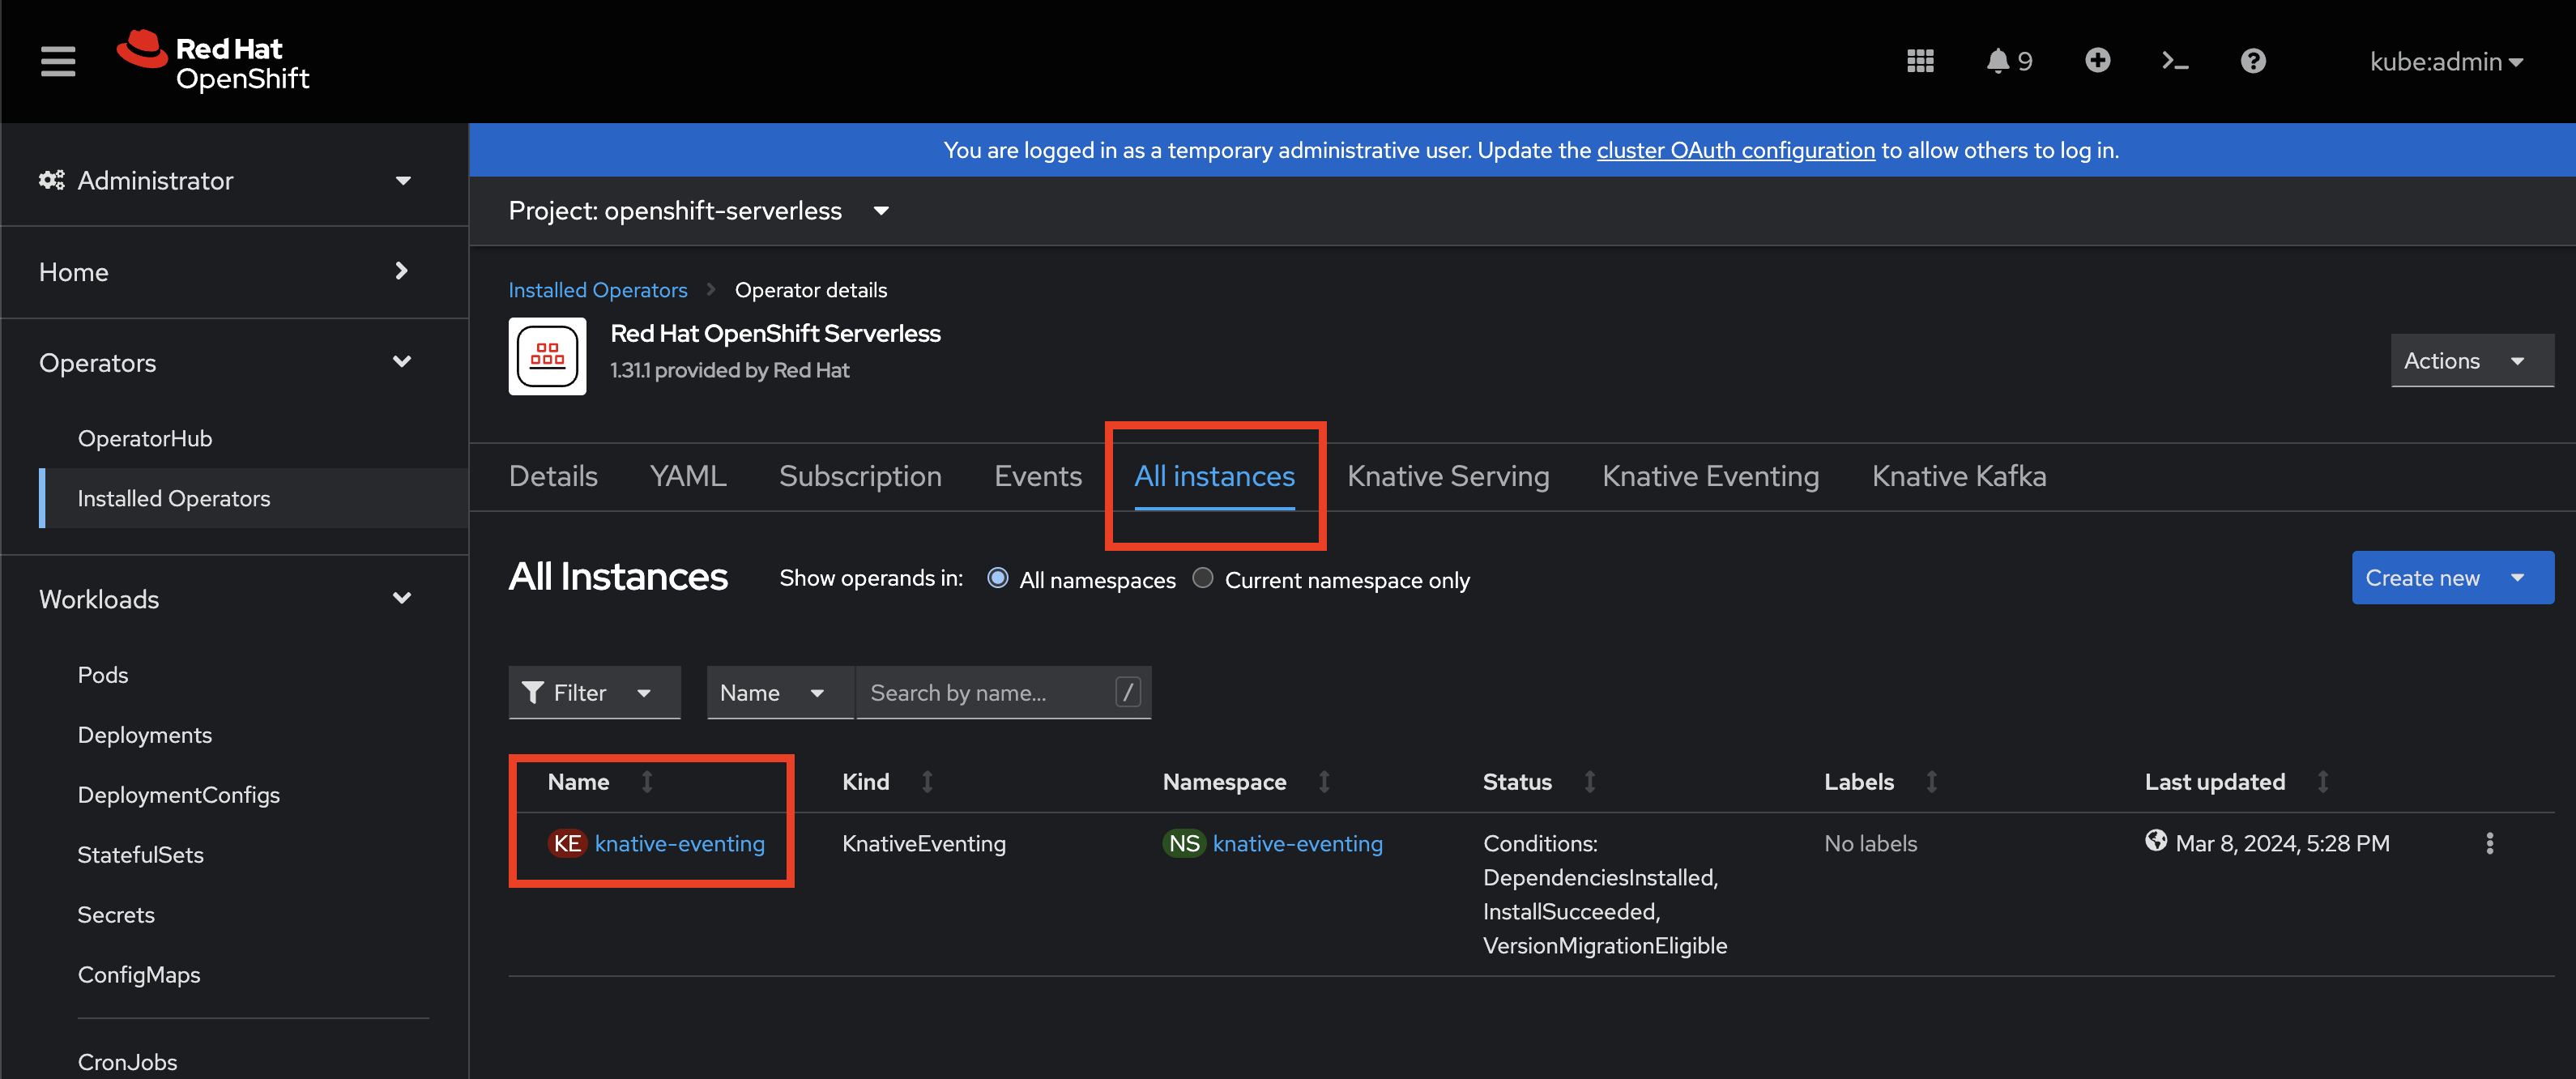 Red Hat
OpenShift
9
kube:admin
You are logged in as a temporary administrative user. Update the cluster OAuth configuration to allow others to log in.
Administrator
Home
Operators
OperatorHub
Installed Operators
Workloads
Pods
Deployments
DeploymentConfigs
StatefulSets
Secrets
ConfigMaps
CronJobs
Project: openshift-serverless
Installed Operators Operator details
Red Hat OpenShift Serverless
1.31.1 provided by Red Hat
Actions
Details YAML Subscription Events All instances Knative Serving Knative Eventing Knative Kafka
All Instances Show operands in: All namespaces Current namespace only Create new
Filter Name Search by name... /
Name Kind Namespace Status Labels Last updated
KE knative-eventing KnativeEventing NS knative-eventing Conditions: No labels Mar 8, 2024, 5:28 PM
DependenciesInstalled,
InstallSucceeded,
VersionMigrationEligible